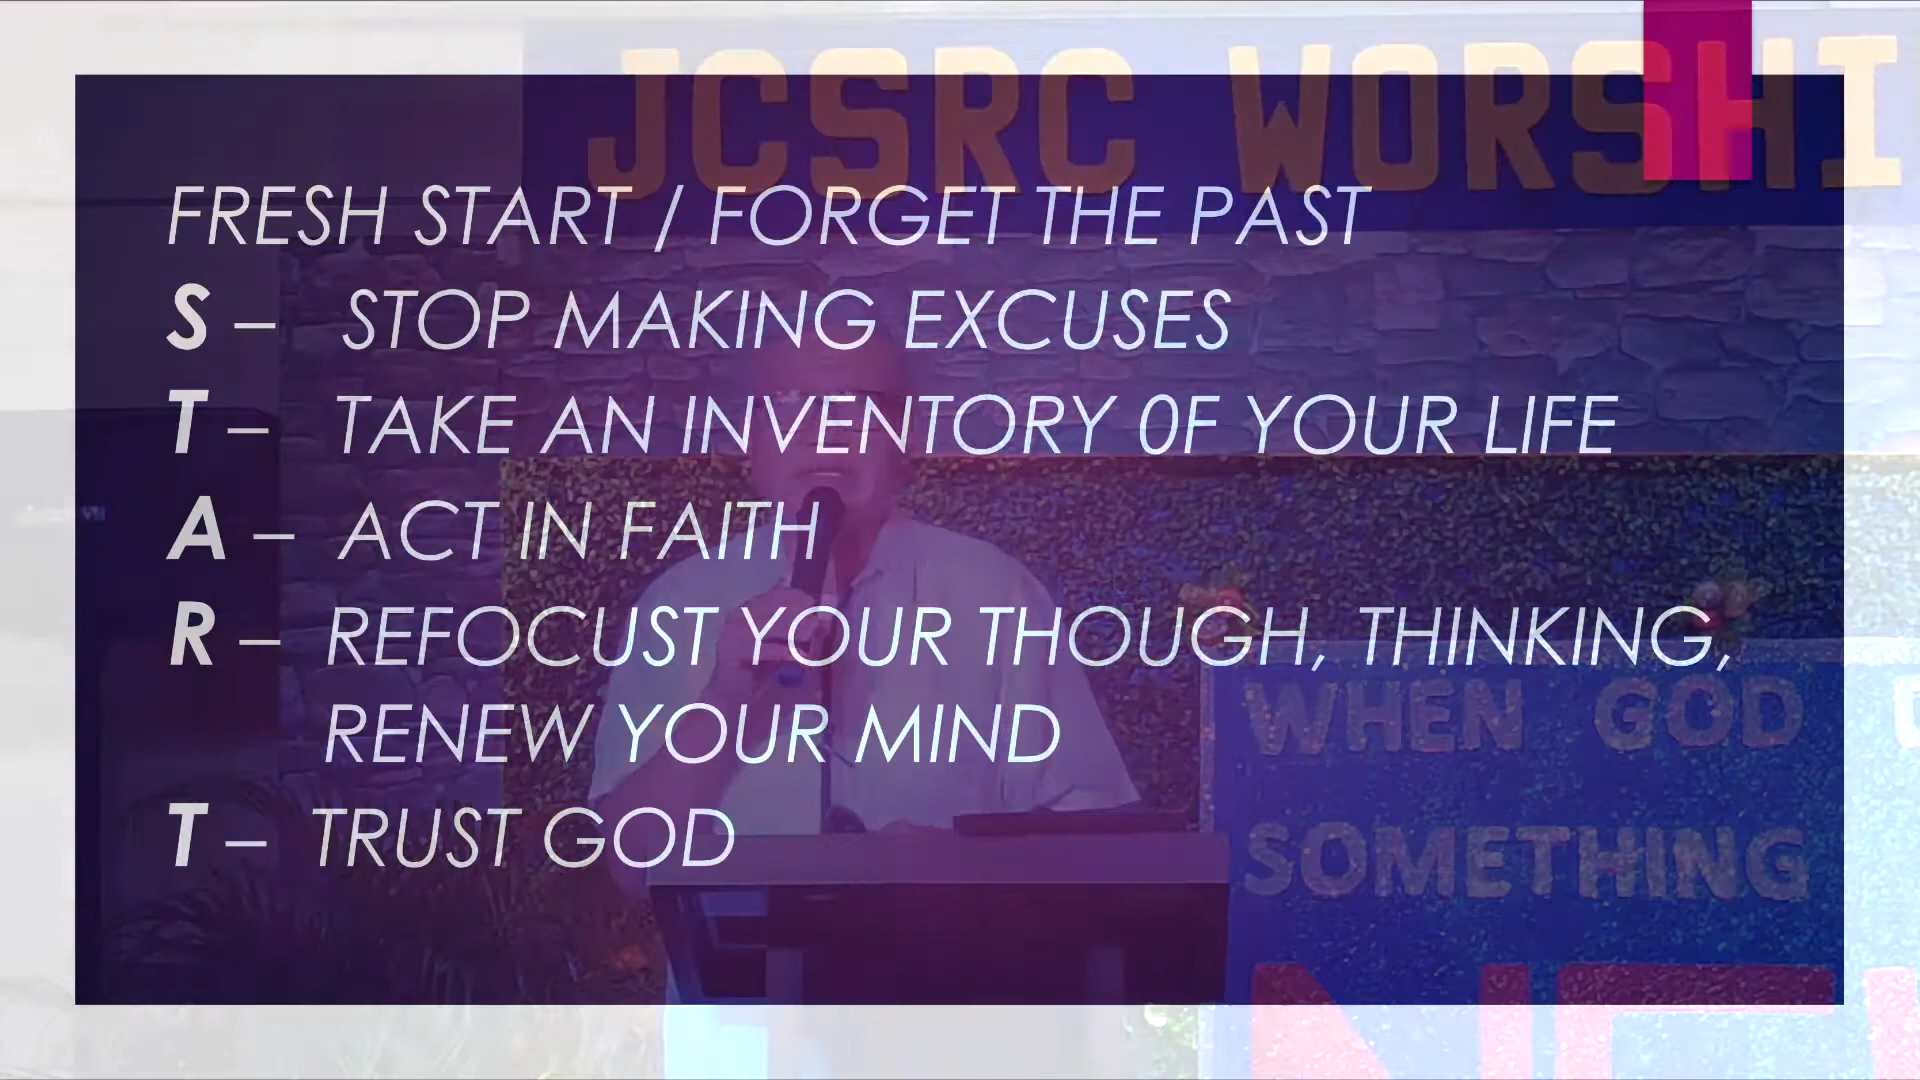 JCSRC WORSHI
FRESH START / FORGET THE PAST
S – STOP MAKING EXCUSES
T – TAKE AN INVENTORY 0F YOUR LIFE
A – ACT IN FAITH
R – REFOCUST YOUR THOUGH, THINKING,
RENEW YOUR MIND
T – TRUST GOD
WHEN GOD
SOMETHING
NEW